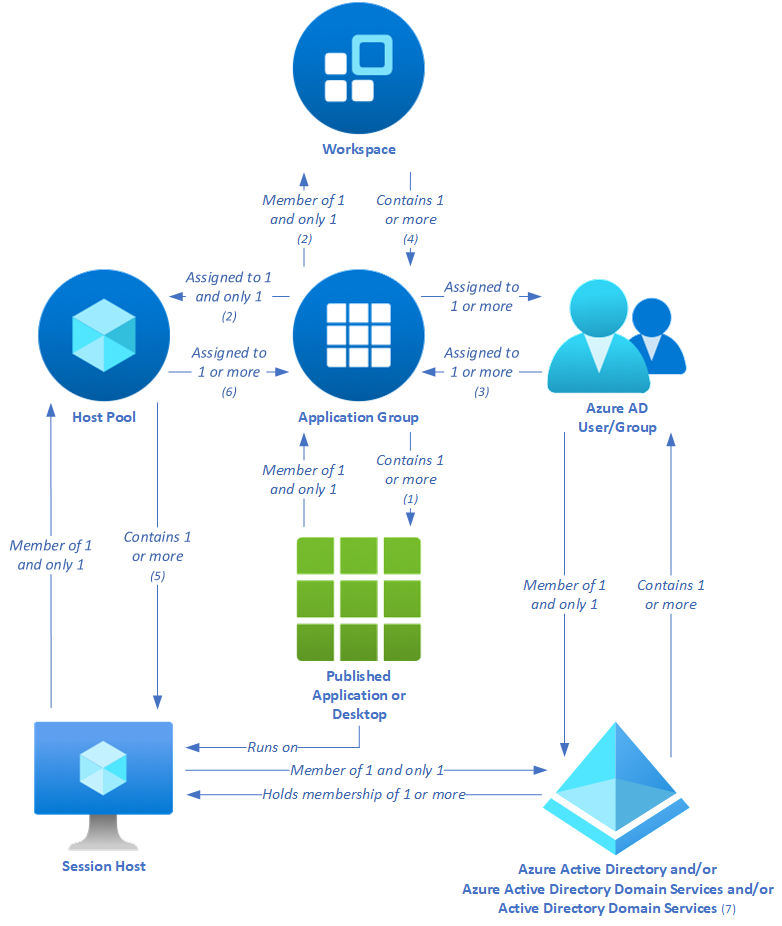 Workspace
Member of 1
and only 1
(2)
Contains 1
or more
(4)
Assigned to 1
and only 1
(2)
Assigned to
1 or more
Assigned to
1 or more
(6)
Assigned to
1 or more
(3)
Host Pool
Application Group
Azure AD
User/Group
Member of 1
and only 1
Contains 1
or more
(1)
Member of 1
and only 1
Contains 1
or more
(5)
Member of 1
and only 1
Contains 1
or more
Published
Application or
Desktop
Runs on
Member of 1 and only 1
Holds membership of 1 or more
Session Host
Azure Active Directory and/or
Azure Active Directory Domain Services and/or
Active Directory Domain Services (7)